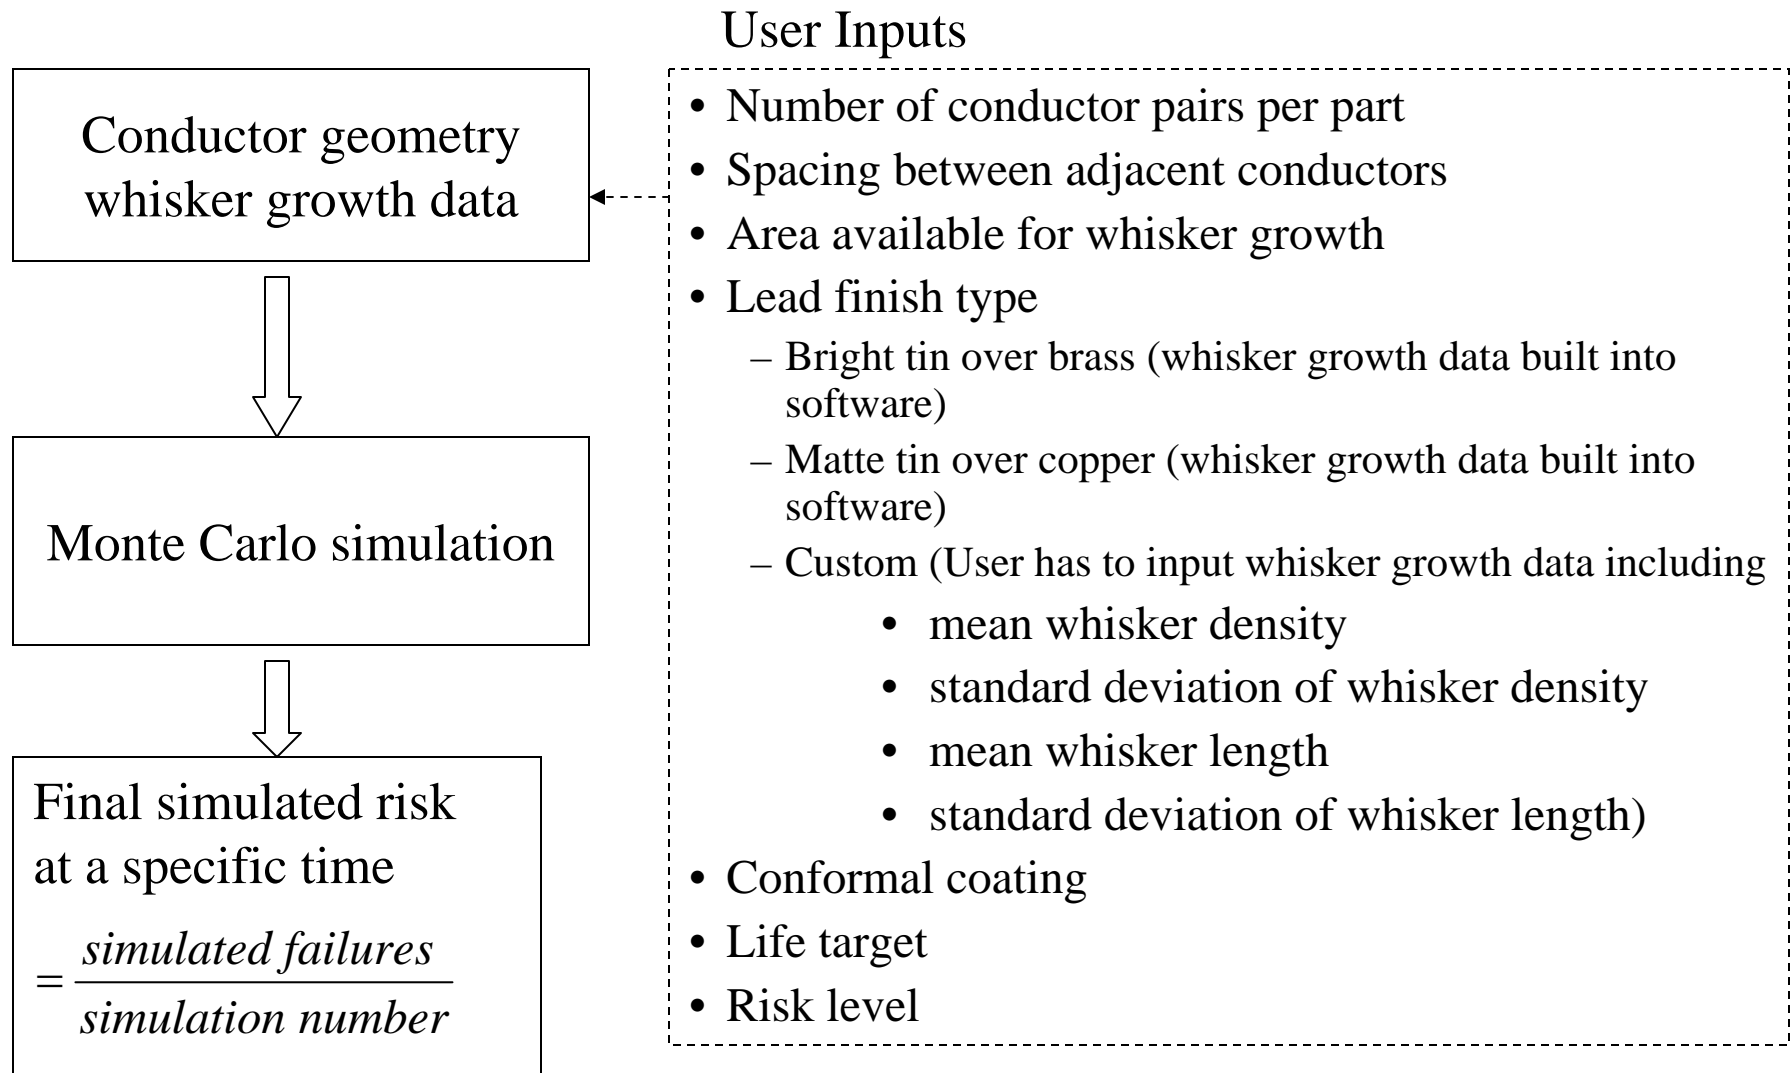 User Inputs
Conductor geometry
whisker growth data
Monte Carlo simulation
Final simulated risk
at a specific time
= simulated failures
simulation number
• Number of conductor pairs per part
• Spacing between adjacent conductors
• Area available for whisker growth
• Lead finish type
– Bright tin over brass (whisker growth data built into
software)
– Matte tin over copper (whisker growth data built into
software)
– Custom (User has to input whisker growth data including
• mean whisker density
• standard deviation of whisker density
• mean whisker length
• standard deviation of whisker length)
• Conformal coating
• Life target
• Risk level